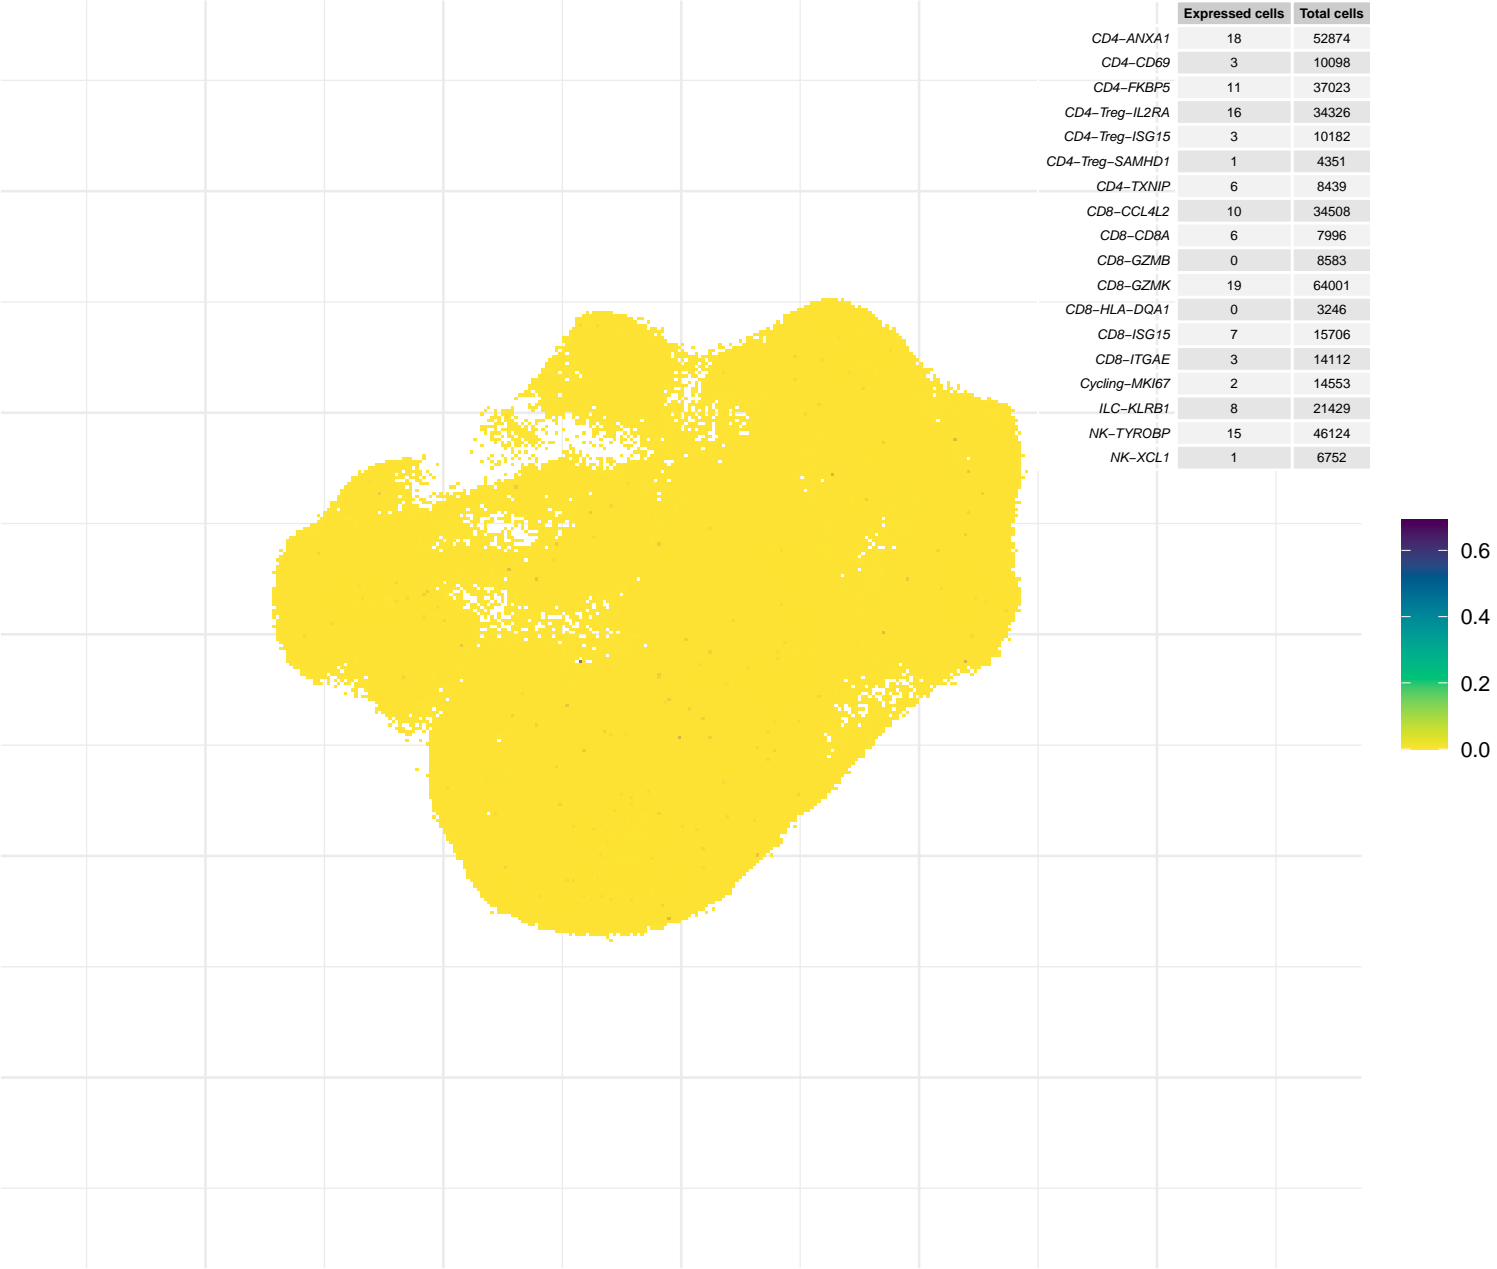 Expressed cells Total cells
CD4−ANXA1 18 52874
CD4−CD69 3 10098
CD4−FKBP5 11 37023
CD4−Treg−IL2RA 16 34326
CD4−Treg−ISG15 3 10182
CD4−Treg−SAMHD1 1 4351
CD4−TXNIP 6 8439
CD8−CCL4L2 10 34508
CD8−CD8A 6 7996
CD8−GZMB 0 8583
CD8−GZMK 19 64001
CD8−HLA−DQA1 0 3246
CD8−ISG15 7 15706
CD8−ITGAE 3 14112
Cycling−MKI67 2 14553
ILC−KLRB1 8 21429
NK−TYROBP 15 46124
NK−XCL1 1 6752
0.6
0.4
0.2
0.0